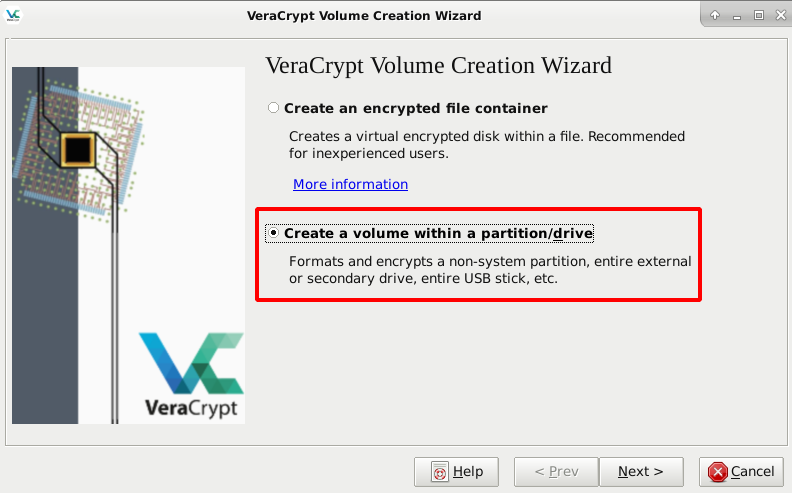 VeraCrypt Volume Creation Wizard
VeraCrypt Volume Creation Wizard
Create an encrypted file container
Creates a virtual encrypted disk within a file. Recommended
for inexperienced users.
More information
Create a volume within a partition/drive
Formats and encrypts a non-system partition, entire external
or secondary drive, entire USB stick, etc.
VeraCrypt
Help
< Prev
Next >
Cancel